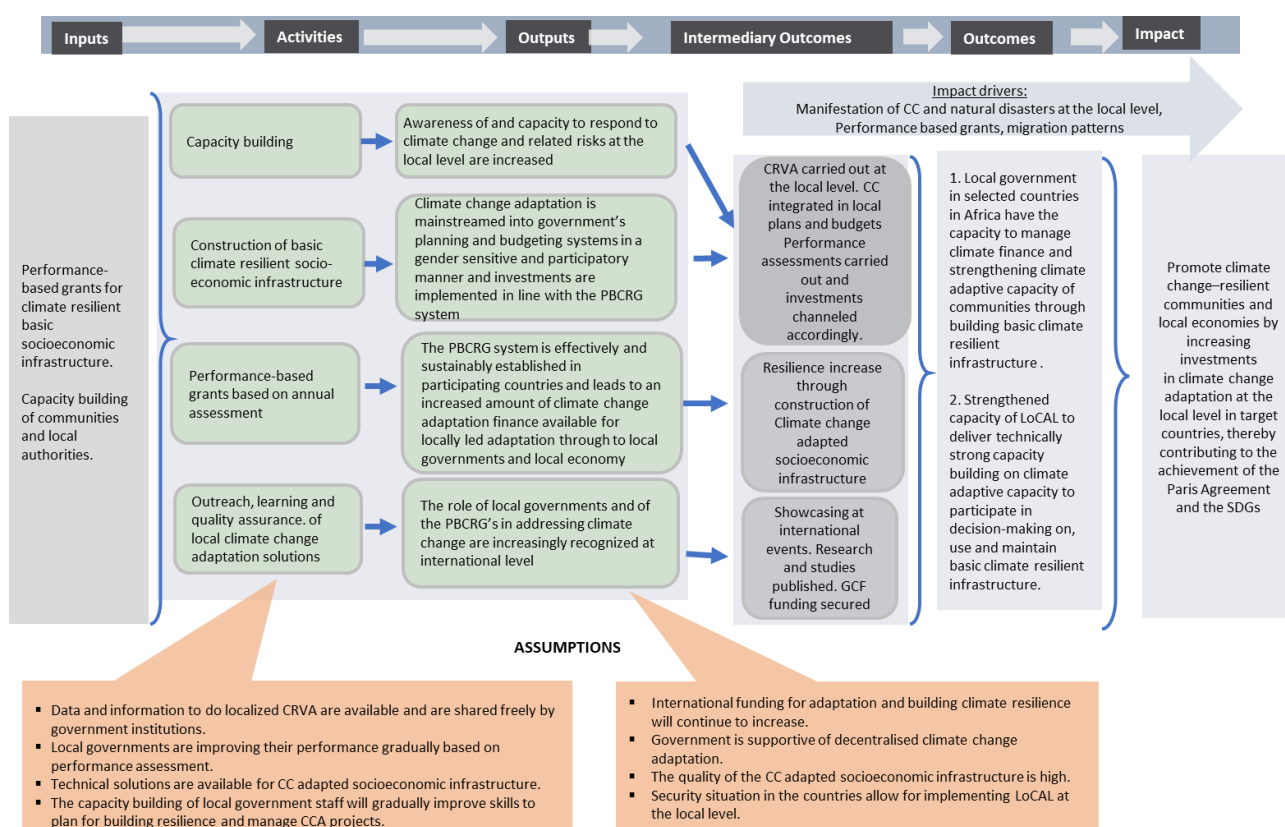 Inputs
Activities
Outputs
Intermediary Outcomes
Outcomes
Impact
Impact drivers:
Manifestation of CC and natural disasters at the local level,
Performance based grants, migration patterns
Performance-
based grants for
climate resilient
basic
socioeconomic
infrastructure.
Capacity building
of communities
and local
authorities.
Capacity building
Construction of basic
climate resilient socio-
economic infrastructure
Performance-based
grants based on annual
assessment
Outreach, learning and
quality assurance. of
local climate change
adaptation solutions
Awareness of and capacity to respond to
climate change and related risks at the
local level are increased
Climate change adaptation is
mainstreamed into government's
planning and budgeting systems in a
gender sensitive and participatory
manner and investments are
implemented in line with the PBCRG
system
The PBCRG system is effectively and
sustainably established in
participating countries and leads to an
increased amount of climate change
adaptation finance available for
locally led adaptation through to local
governments and local economy
The role of local governments and of
the PBCRG's in addressing climate
change are increasingly recognized at
international level
CRVA carried out at
the local level. CC
integrated in local
plans and budgets
Performance
assessments carried
out and
investments
channeled
accordingly.
Resilience increase
through
construction of
Climate change
adapted
socioeconomic
infrastructure
Showcasing at
international
events. Research
and studies
published. GCF
funding secured
1. Local government
in selected countries
in Africa have the
capacity to manage
climate finance and
strengthening climate
adaptive capacity of
communities through
building basic climate
resilient
infrastructure .
2. Strengthened
capacity of LoCAL to
deliver technically
strong capacity
building on climate
adaptive capacity to
participate in
decision-making on,
use and maintain
basic climate resilient
infrastructure.
Promote climate
change–resilient
communities and
local economies by
increasing
investments
in climate change
adaptation at the
local level in target
countries, thereby
contributing to the
achievement of the
Paris Agreement
and the SDGs
ASSUMPTIONS
▪ Data and information to do localized CRVA are available and are shared freely by
government institutions.
▪ Local governments are improving their performance gradually based on
performance assessment.
▪ Technical solutions are available for CC adapted socioeconomic infrastructure.
▪ The capacity building of local government staff will gradually improve skills to
plan for building resilience and manage CCA projects.
▪ International funding for adaptation and building climate resilience
will continue to increase.
▪ Government is supportive of decentralised climate change
adaptation.
▪ The quality of the CC adapted socioeconomic infrastructure is high.
▪ Security situation in the countries allow for implementing LoCAL at
the local level.